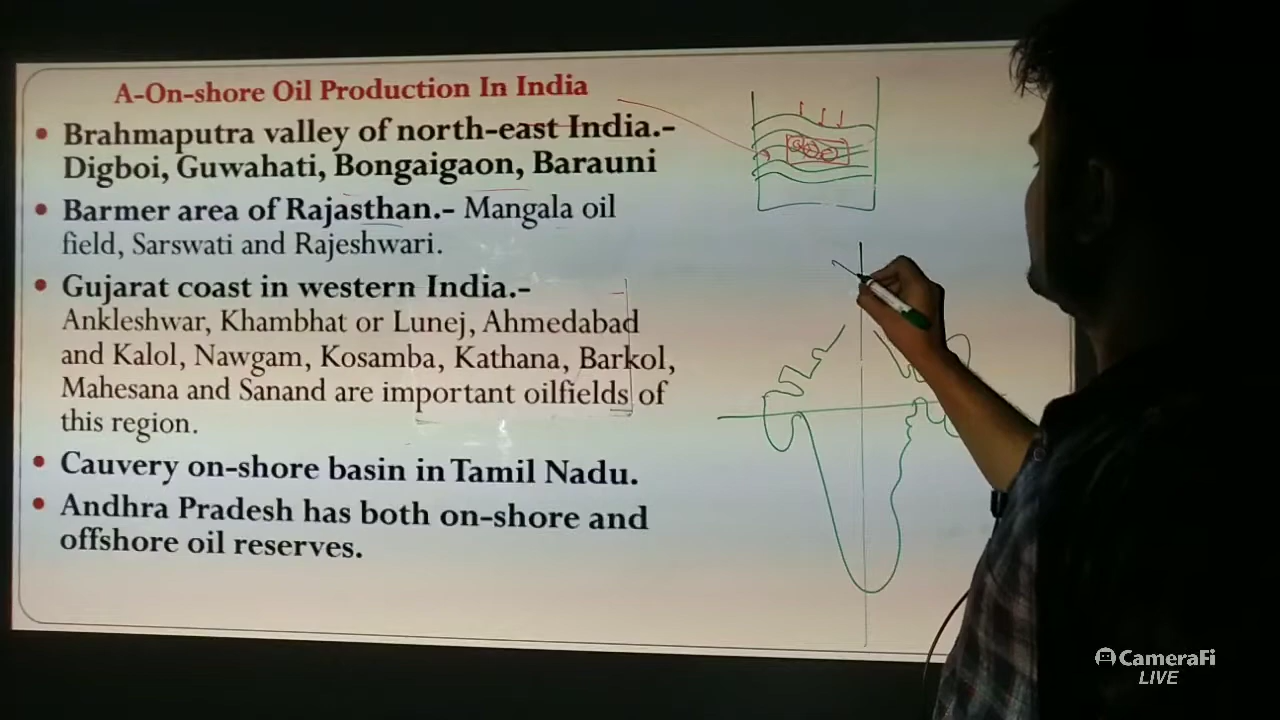 A-On-shore Oil Production In India
• Brahmaputra valley of north-east India.-
Digboi, Guwahati, Bongaigaon, Barauni
• Barmer area of Rajasthan.- Mangala oil
field, Sarswati and Rajeshwari.
• Gujarat coast in western India.-
Ankleshwar, Khambhat or Lunej, Ahmedabad
and Kalol, Nawgam, Kosamba, Kathana, Barkol,
Mahesana and Sanand are important oilfields of
this region.
• Cauvery on-shore basin in Tamil Nadu.
• Andhra Pradesh has both on-shore and
offshore oil reserves.
CameraFi
LIVE